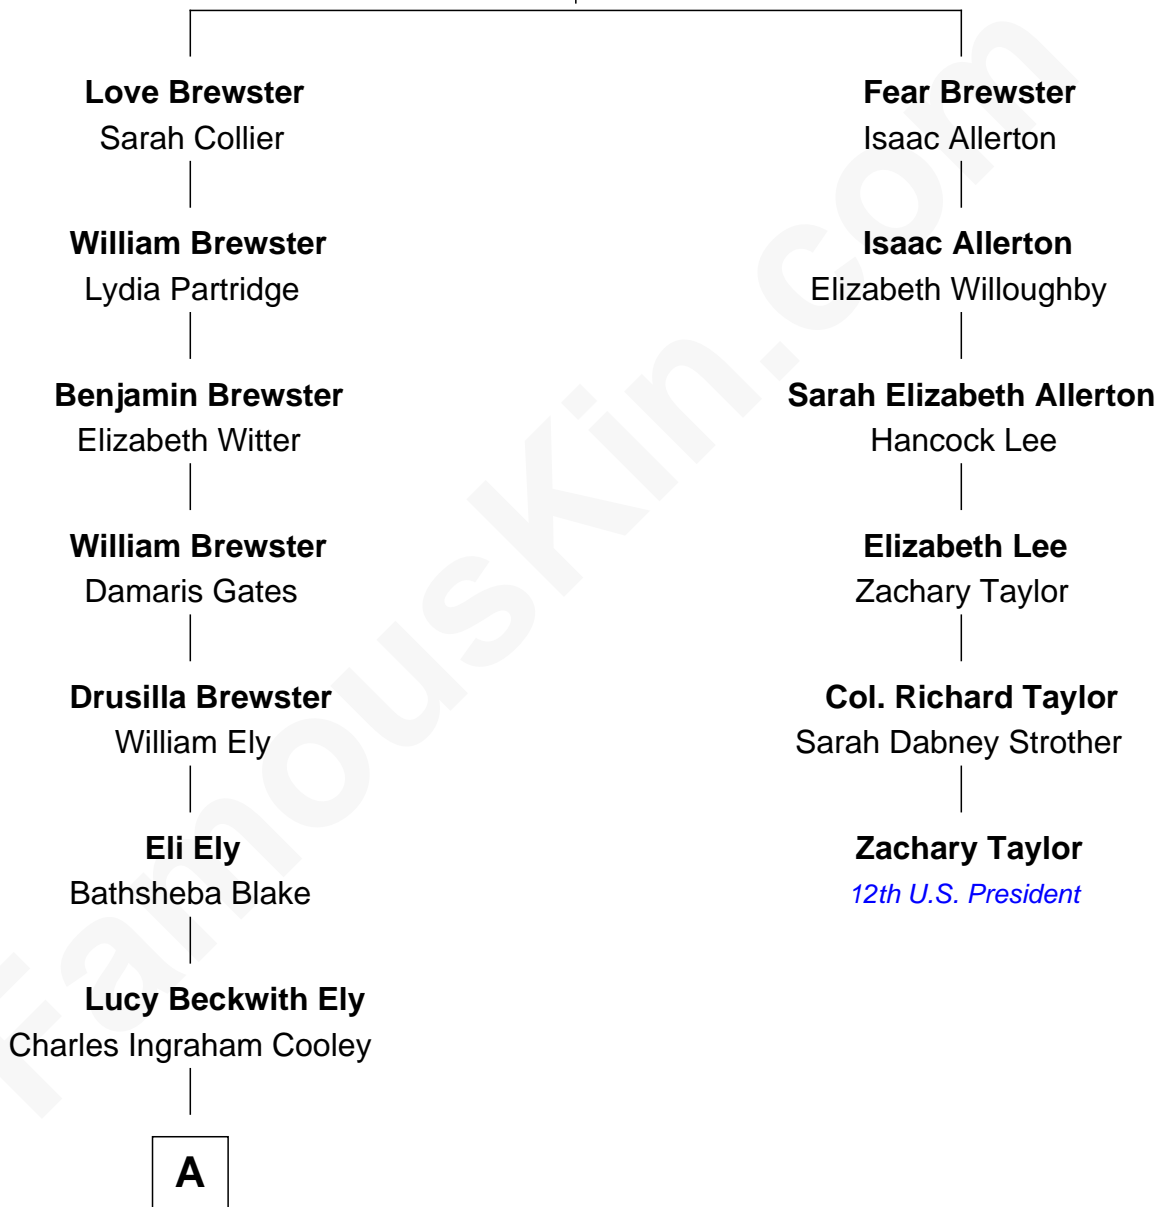 Love Brewster
Sarah Collier
William Brewster
Lydia Partridge
Benjamin Brewster
Elizabeth Witter
William Brewster
Damaris Gates
Drusilla Brewster
William Ely
Eli Ely
Bathsheba Blake
Lucy Beckwith Ely
Charles Ingraham Cooley
A
Fear Brewster
Isaac Allerton
Isaac Allerton
Elizabeth Willoughby
Sarah Elizabeth Allerton
Hancock Lee
Elizabeth Lee
Zachary Taylor
Col. Richard Taylor
Sarah Dabney Strother
Zachary Taylor
12th U.S. President
FamousKin.com